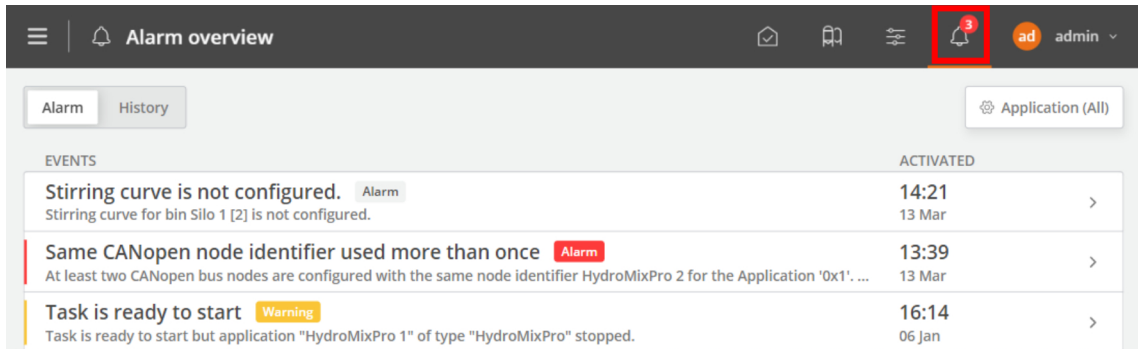 Alarm overview
3
ad admin
Alarm History
Application (All)
EVENTS ACTIVATED
Stirring curve is not configured. Alarm 14:21
Stirring curve for bin Silo 1 [2] is not configured. 13 Mar
Same CANopen node identifier used more than once Alarm 13:39
At least two CANopen bus nodes are configured with the same node identifier HydroMixPro 2 for the Application '0x1'. ... 13 Mar
Task is ready to start Warning 16:14
Task is ready to start but application "HydroMixPro 1" of type "HydroMixPro" stopped. 06 Jan